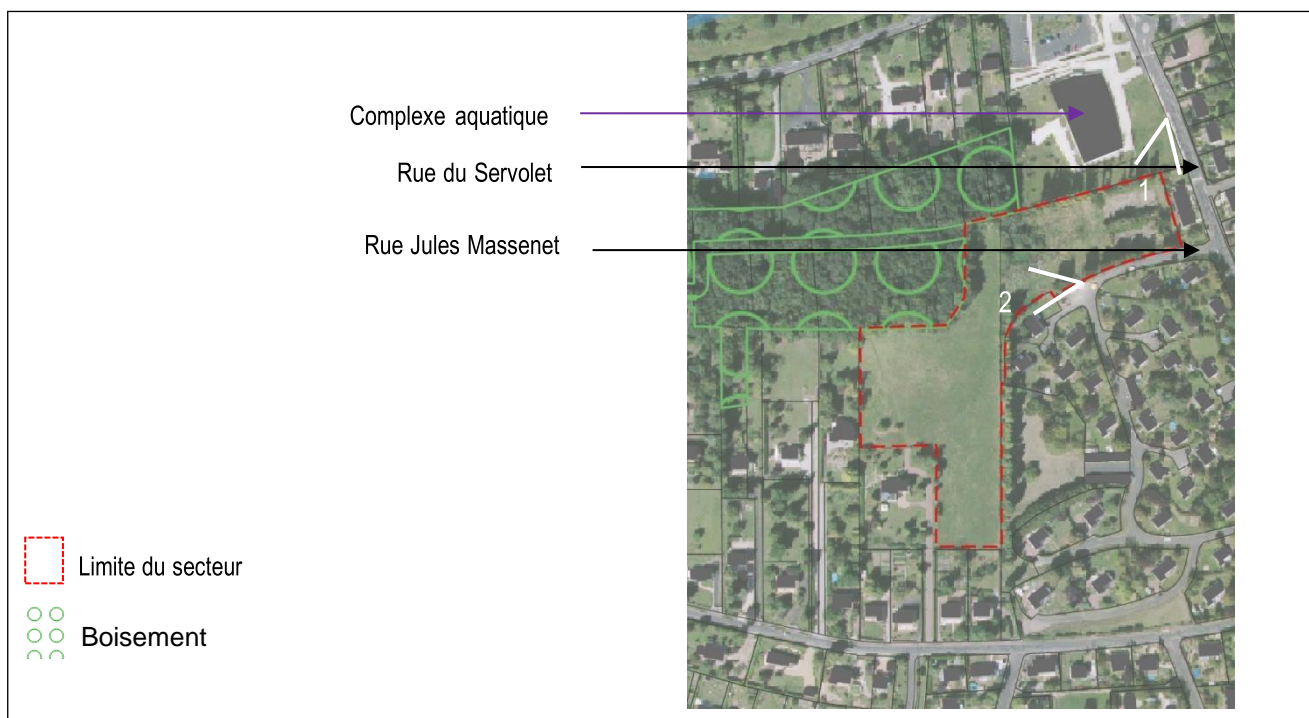 Complexe aquatique
Rue du Servolet
1
Rue Jules Massenet
2
Limite du secteur
Boisement